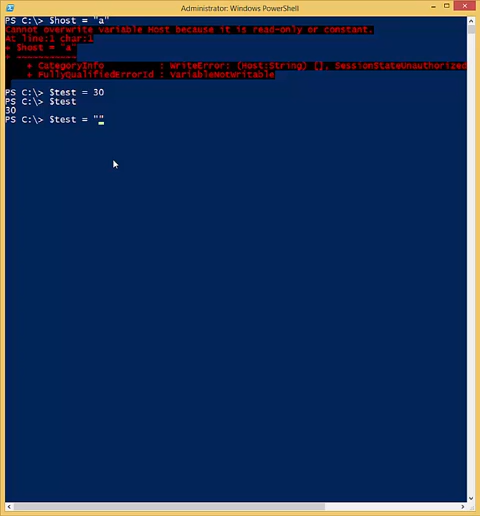 Administrator: Windows PowerShell
PS C:\> $host = "a"
Cannot overwrite variable Host because it is read-only or constant.
At line:1 char:1
+ $host = "a"
+ ~~~~~~~~~~~
    + CategoryInfo          : WriteError: (Host:String) [], SessionStateUnauthorized
    + FullyQualifiedErrorId : VariableNotWritable
PS C:\> $test = 30
PS C:\> $test
30
PS C:\> $test = ""